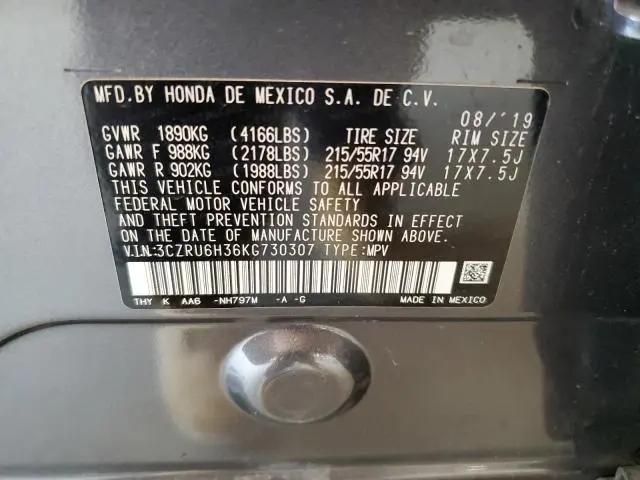 MFD.BY HONDA DE MEXICO S.A. DE C.V.
08/'19
GVWR 1890KG (4166LBS) TIRE SIZE RIM SIZE
GAWR F 988KG (2178LBS) 215/55R17 94V 17X7.5J
GAWR R 902KG (1988LBS) 215/55R17 94V 17X7.5J
THIS VEHICLE CONFORMS TO ALL APPLICABLE
FEDERAL MOTOR VEHICLE SAFETY
AND THEFT PREVENTION STANDARDS IN EFFECT
ON THE DATE OF MANUFACTURE SHOWN ABOVE.
V.I.N:3CZRU6H36KG730307 TYPE:MPV
THY K AA6 -NH797M -A -G MADE IN MEXICO